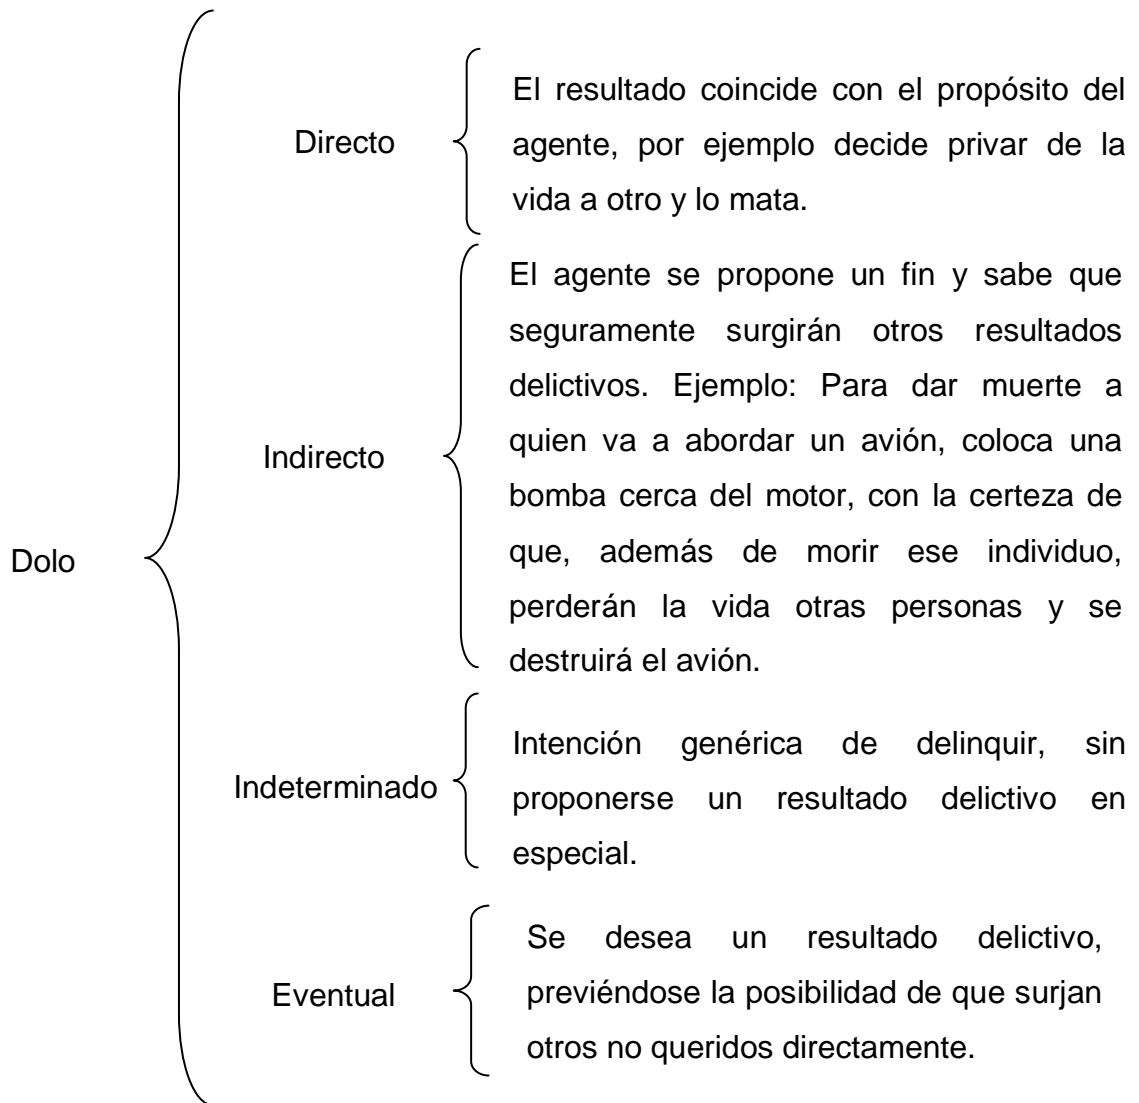 Dolo
Directo
El resultado coincide con el propósito del
agente, por ejemplo decide privar de la
vida a otro y lo mata.
Indirecto
El agente se propone un fin y sabe que
seguramente surgirán otros resultados
delictivos. Ejemplo: Para dar muerte a
quien va a abordar un avión, coloca una
bomba cerca del motor, con la certeza de
que, además de morir ese individuo,
perderán la vida otras personas y se
destruirá el avión.
Indeterminado
Intención genérica de delinquir, sin
proponerse un resultado delictivo en
especial.
Eventual
Se desea un resultado delictivo,
previéndose la posibilidad de que surjan
otros no queridos directamente.